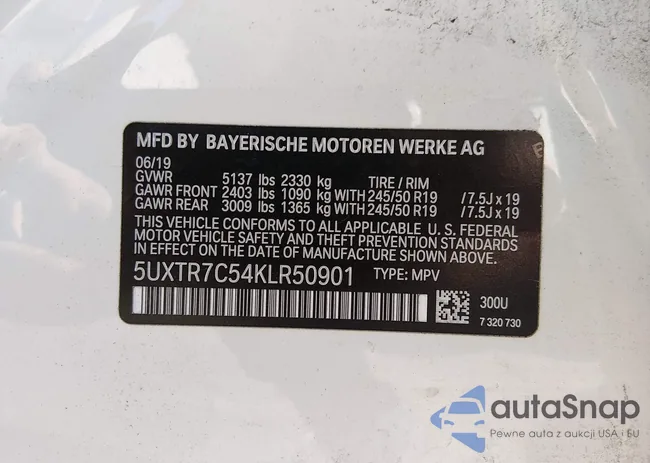 MFD BY BAYERISCHE MOTOREN WERKE AG
06/19
GVWR 5137 lbs 2330 kg TIRE / RIM
GAWR FRONT 2403 lbs 1090 kg WITH 245/50 R19 / 7.5J x 19
GAWR REAR 3009 lbs 1365 kg WITH 245/50 R19 / 7.5J x 19
THIS VEHICLE CONFORMS TO ALL APPLICABLE U. S. FEDERAL
MOTOR VEHICLE SAFETY AND THEFT PREVENTION STANDARDS
IN EFFECT ON THE DATE OF MANUFACTURE SHOWN ABOVE.
5UXTR7C54KLR50901 TYPE: MPV
300U
7 320 730
autaSnap
Pewne auta z aukcji USA i EU